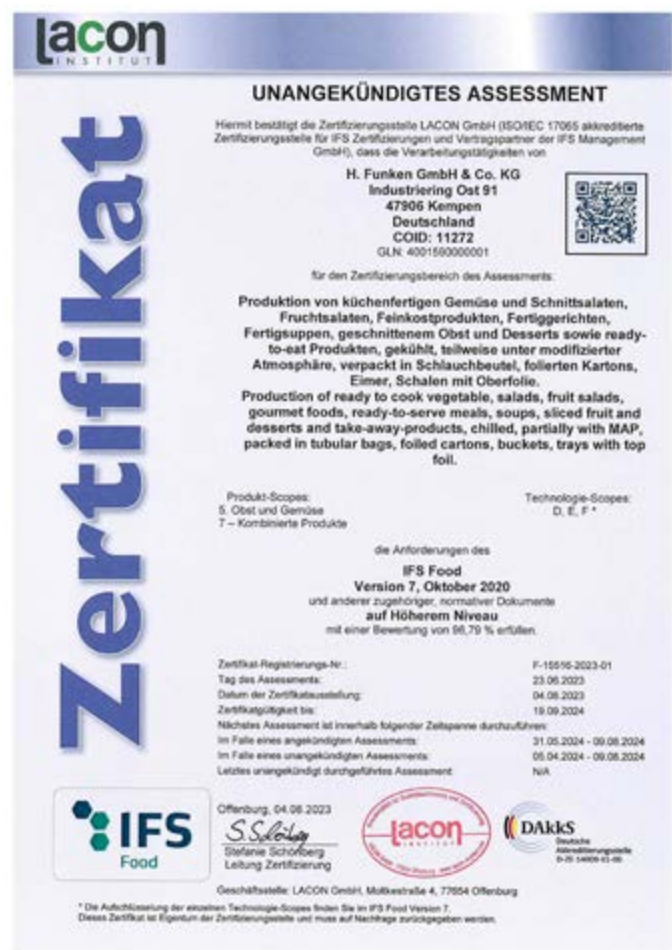 lacon
INSTITUT
Zertifikat
UNANGEKÜNDIGTES ASSESSMENT
Hiermit bestätigt die Zertifizierungsstelle LACON GmbH (ISO/IEC 17065 akkreditierte
Zertifizierungsstelle für IFS Zertifizierungen und Vertragspartner der IFS Management
GmbH), dass die Verarbeitungstätigkeiten von
H. Funken GmbH & Co. KG
Industriering Ost 91
47906 Kempen
Deutschland
COID: 11272
GLN: 4001590000001
für den Zertifizierungsbereich des Assessments:
Produktion von küchenfertigen Gemüse und Schnittsalaten,
Fruchtsalaten, Feinkostprodukten, Fertiggerichten,
Fertigsuppen, geschnittenem Obst und Desserts sowie ready-
to-eat Produkten, gekühlt, teilweise unter modifizierter
Atmosphäre, verpackt in Schlauchbeutel, folierten Kartons,
Eimer, Schalen mit Oberfolie.
Production of ready to cook vegetable, salads, fruit salads,
gourmet foods, ready-to-serve meals, soups, sliced fruit and
desserts and take-away-products, chilled, partially with MAP,
packed in tubular bags, foiled cartons, buckets, trays with top
foil.
Produkt-Scopes:
5. Obst und Gemüse
7 – Kombinierte Produkte
Technologie-Scopes:
D, E, F *
die Anforderungen des
IFS Food
Version 7, Oktober 2020
und anderer zugehöriger, normativer Dokumente
auf Höherem Niveau
mit einer Bewertung von 96,79 % erfüllen.
Zertifikat-Registrierungs-Nr.: F-15516-2023-01
Tag des Assessments: 23.06.2023
Datum der Zertifikatsausstellung: 04.08.2023
Zertifikatgültigkeit bis: 19.09.2024
Nächstes Assessment ist innerhalb folgender Zeitspanne durchzuführen:
Im Falle eines angekündigten Assessments: 31.05.2024 - 09.08.2024
Im Falle eines unangekündigten Assessments: 05.04.2024 - 09.08.2024
Letztes unangekündigt durchgeführtes Assessment: N/A
IFS
Food
Offenburg, 04.08.2023
Stefanie Schönberg
Leitung Zertifizierung
lacon
INSTITUT
DAkkS
Deutsche
Akkreditierungsstelle
Geschäftsstelle: LACON GmbH, Moltkestraße 4, 77654 Offenburg
* Die Aufschlüsselung der einzelnen Technologie-Scopes finden Sie im IFS Food Version 7.
Dieses Zertifikat ist Eigentum der Zertifizierungsstelle und muss auf Nachfrage zurückgegeben werden.